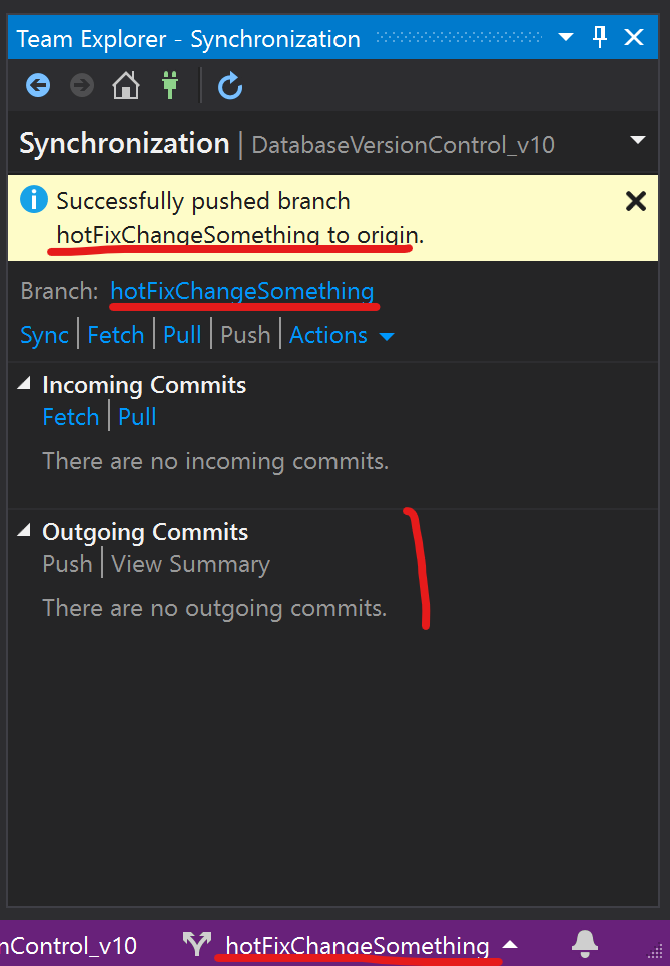 Team Explorer - Synchronization
Synchronization | DatabaseVersionControl_v10
Successfully pushed branch
hotFixChangeSomething to origin.
Branch: hotFixChangeSomething
Sync | Fetch | Pull | Push | Actions
Incoming Commits
Fetch | Pull
There are no incoming commits.
Outgoing Commits
Push | View Summary
There are no outgoing commits.
nControl_v10 hotFixChangeSomething